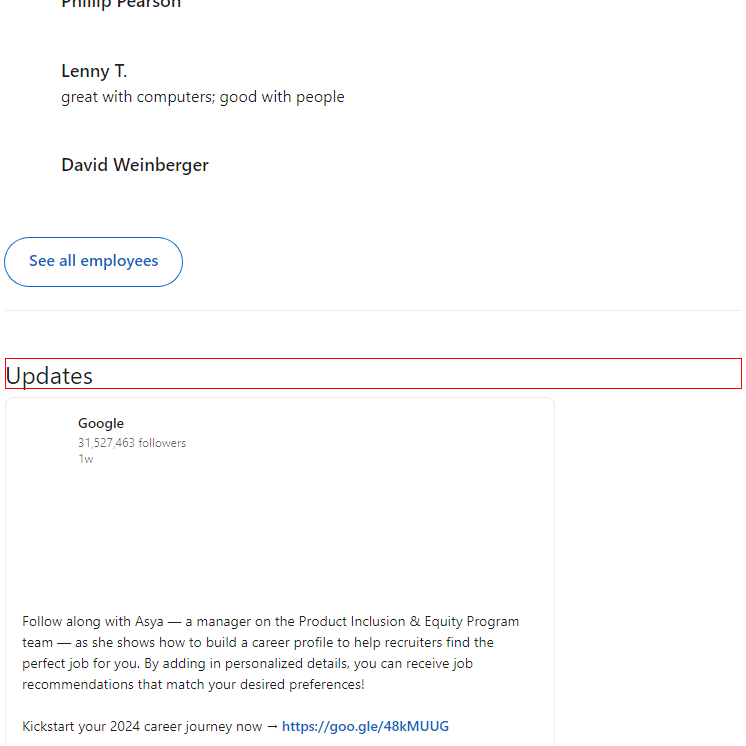 Phillip Pearson
Lenny T.
great with computers; good with people
David Weinberger
See all employees
Updates
Google
31,527,463 followers
1w
Follow along with Asya — a manager on the Product Inclusion & Equity Program
team — as she shows how to build a career profile to help recruiters find the
perfect job for you. By adding in personalized details, you can receive job
recommendations that match your desired preferences!
Kickstart your 2024 career journey now → https://goo.gle/48kMUUG